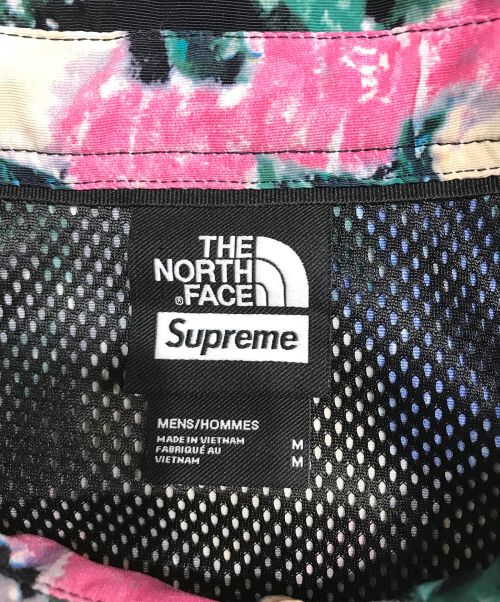 THE
NORTH
®FACE
Supreme
MENS/HOMMES
MADE IN VIETNAM M
FABRIQUÉ AU
VIETNAM M